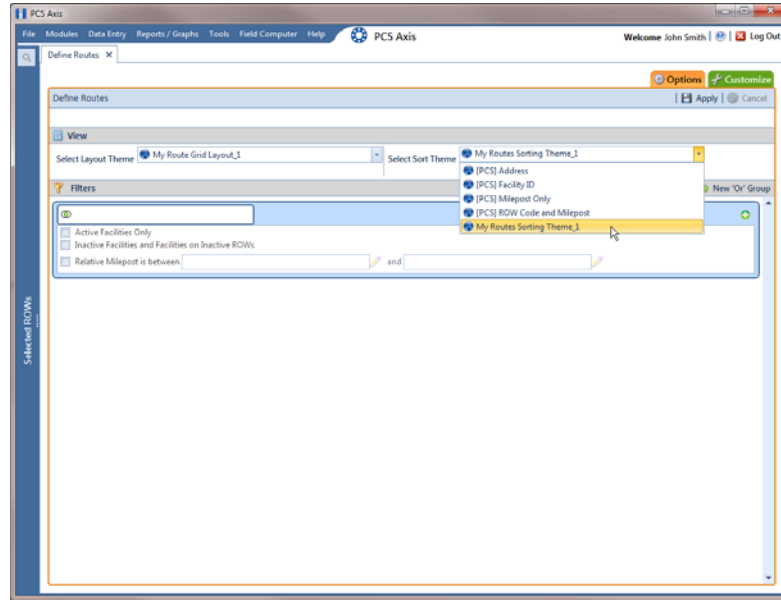 PCS Axis
File Modules Data Entry Reports / Graphs Tools Field Computer Help PCS Axis Welcome John Smith | | Log Out
Define Routes
Options Customize
Define Routes | Apply | Cancel
View
Select Layout Theme My Route Grid Layout_1 Select Sort Theme My Routes Sorting Theme_1
[PCS] Address
[PCS] Facility ID
[PCS] Milepost Only
[PCS] ROW Code and Milepost
My Routes Sorting Theme_1
Filters New 'Or' Group
Active Facilities Only
Inactive Facilities and Facilities on Inactive ROWs
Relative Milepost is between and
Selected ROWs